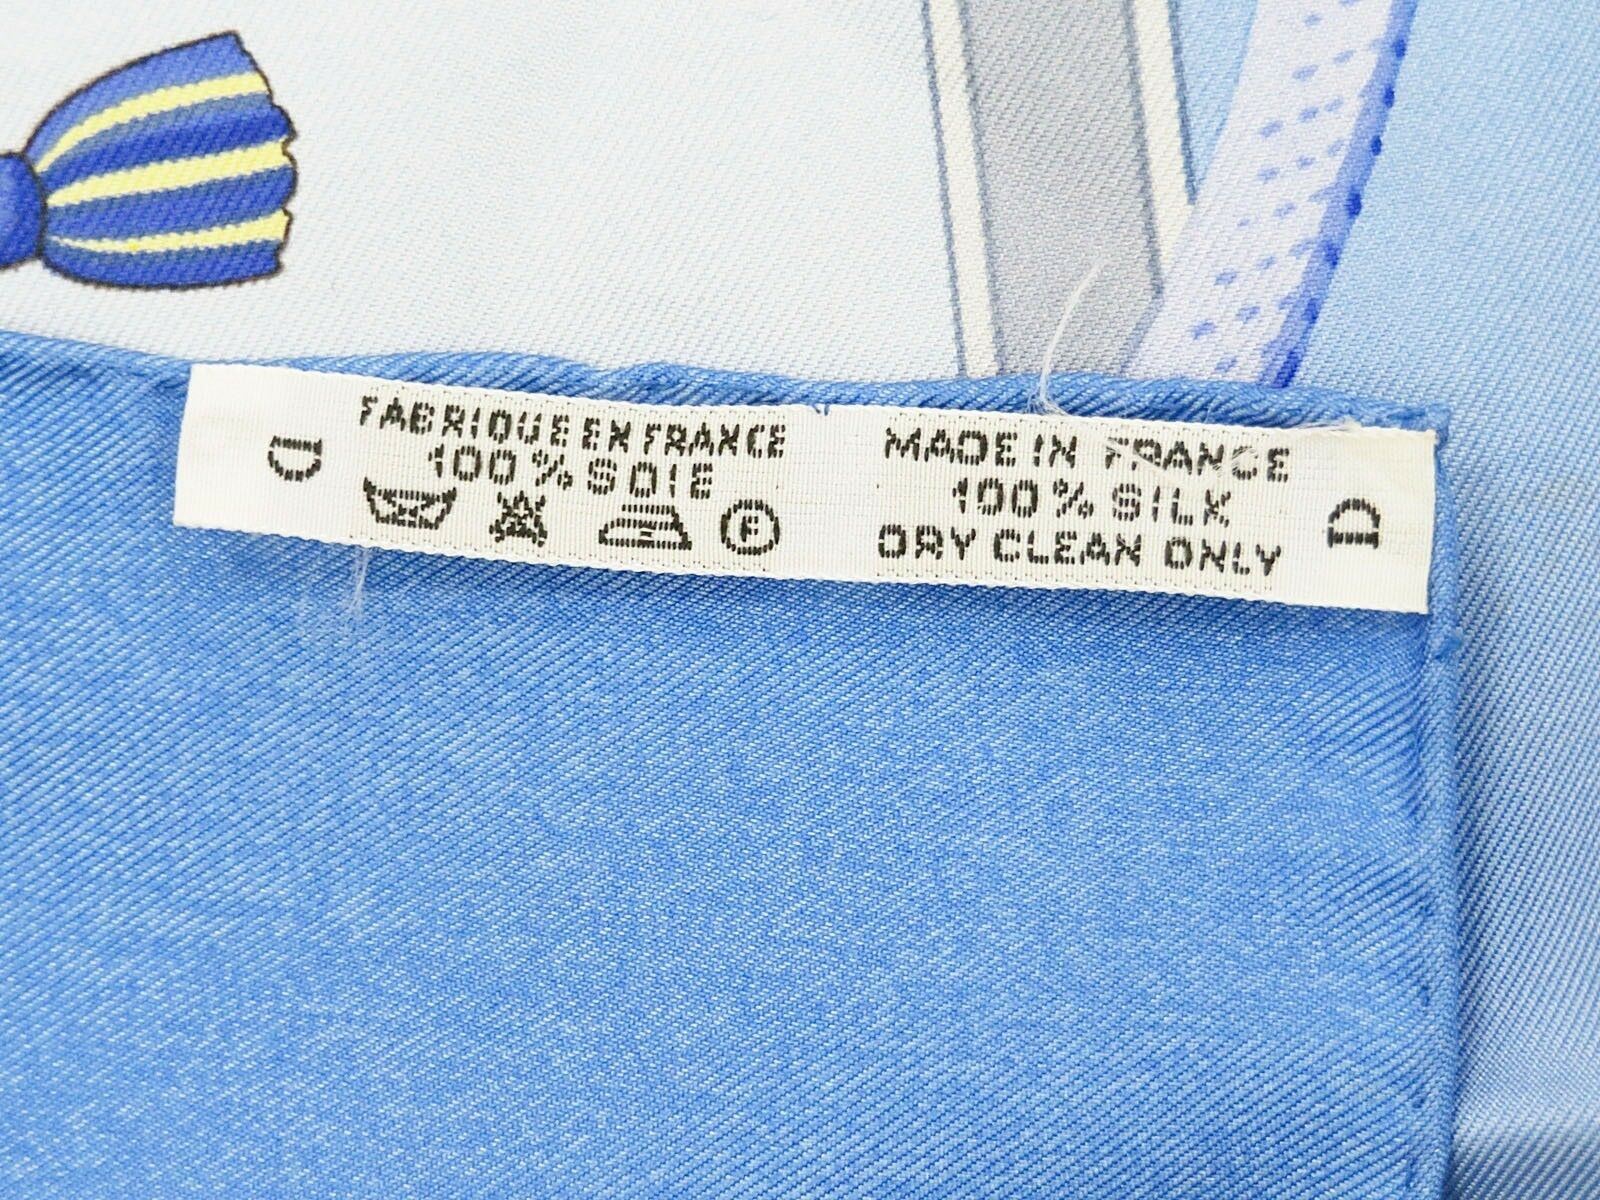 D
FABRIQUE EN FRANCE
100% SOIE
F
MADE IN FRANCE
100% SILK
DRY CLEAN ONLY
D